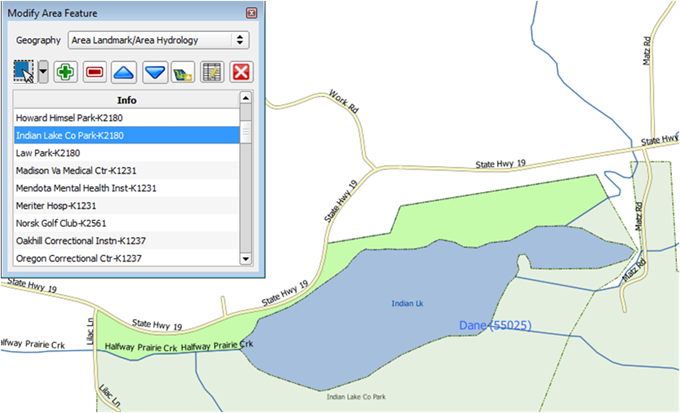 Modify Area Feature
Geography
Area Landmark/Area Hydrology
Info
Howard Himsel Park-K2180
Indian Lake Co Park-K2180
Law Park-K2180
Madison Va Medical Ctr-K1231
Mendota Mental Health Inst-K1231
Meriter Hosp-K1231
Norsk Golf Club-K2561
Oakhill Correctional Instn-K1237
Oregon Correctional Ctr-K1237
Work Rd
Matz Rd
State Hwy 19
State Hwy
State Hwy 19
Matz Rd
Matz Rd
State Hwy 19
State Hwy 19
State Hwy 19
Indian Lk
Dane (55025)
Lilac Ln
alfway Prairie Crk
Halfway Prairie Crk
Halfway Prairie Crk
Lilac Ln
Indian Lake Co Park